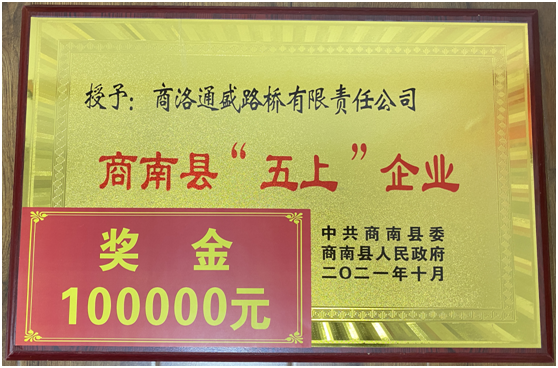 授予：商洛通盛路桥有限责任公司
商南县“五上”企业
中共商南县委
商南县人民政府
二〇二一年十月
奖 金
100000元